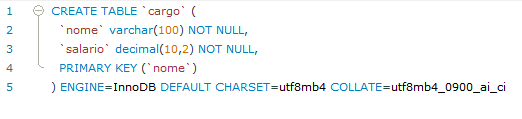 1 CREATE TABLE `cargo` (
2 `nome` varchar(100) NOT NULL,
3 `salario` decimal(10,2) NOT NULL,
4 PRIMARY KEY (`nome`)
5 ) ENGINE=InnoDB DEFAULT CHARSET=utf8mb4 COLLATE=utf8mb4_0900_ai_ci